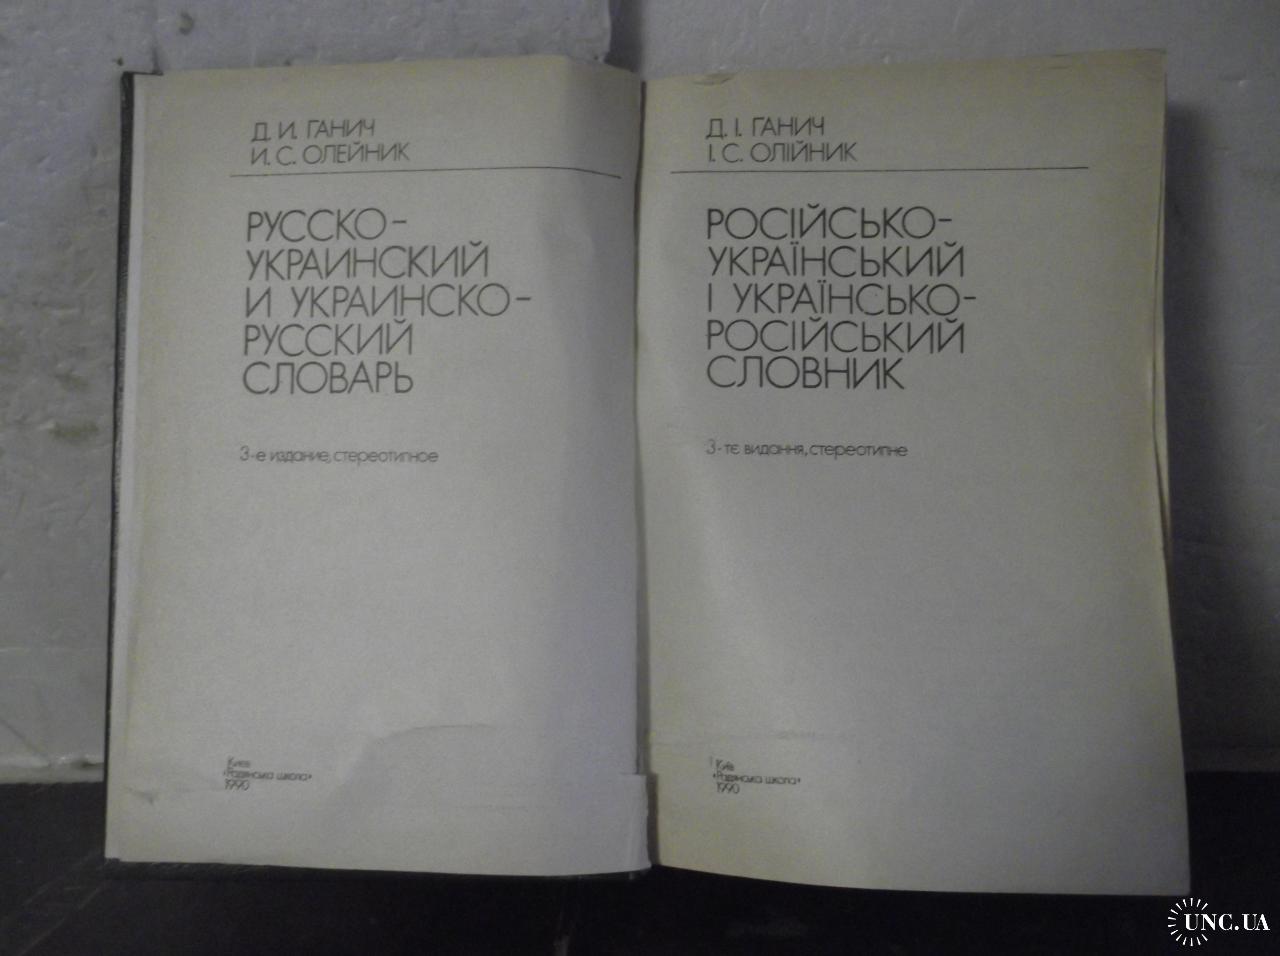 Д. И. ГАНИЧ
И. С. ОЛЕЙНИК
РУССКО-
УКРАИНСКИЙ
И УКРАИНСКО-
РУССКИЙ
СЛОВАРЬ
3-е издание, стереотипное
Киев
«Радянська школа»
1990
Д. І. ГАНИЧ
І. С. ОЛІЙНИК
РОСІЙСЬКО-
УКРАЇНСЬКИЙ
І УКРАЇНСЬКО-
РОСІЙСЬКИЙ
СЛОВНИК
3-тє видання, стереотипне
Київ
«Радянська школа»
1990
UNC.UA